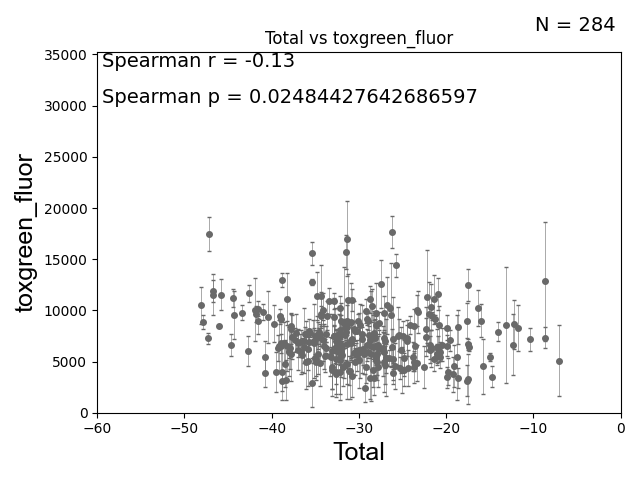 N = 284
Total vs toxgreen_fluor
Spearman r = -0.13
Spearman p = 0.02484427642686597
toxgreen_fluor
35000
30000
25000
20000
15000
10000
5000
0
−60 −50 −40 −30 −20 −10 0
Total